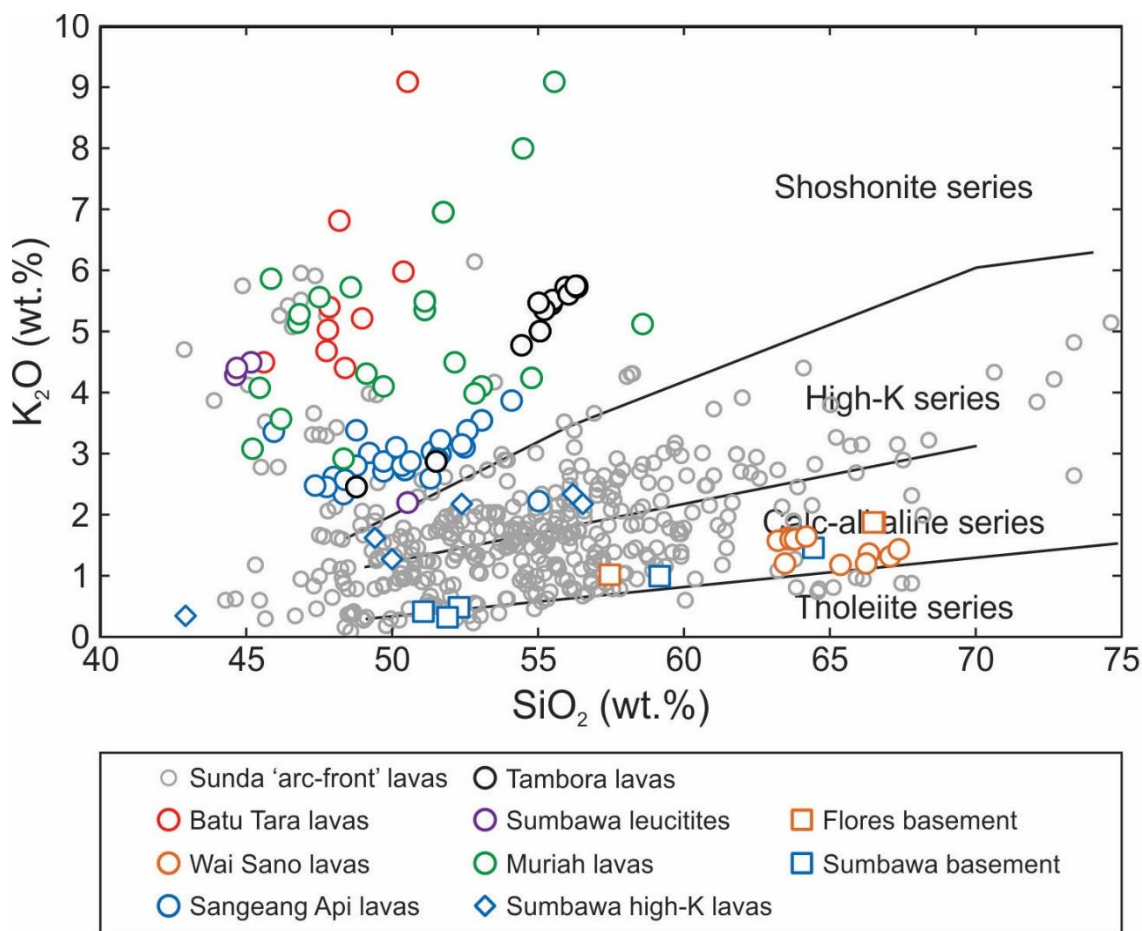 10
9
8
7
6
5
4
3
2
1
0
K₂O (wt.%)
Shoshonite series
High-K series
Calc-alkaline series
Tholeiite series
40 45 50 55 60 65 70 75
SiO₂ (wt.%)
Sunda ‘arc-front’ lavas Tambora lavas
Batu Tara lavas Sumbawa leucitites Flores basement
Wai Sano lavas Muriah lavas Sumbawa basement
Sangeang Api lavas Sumbawa high-K lavas